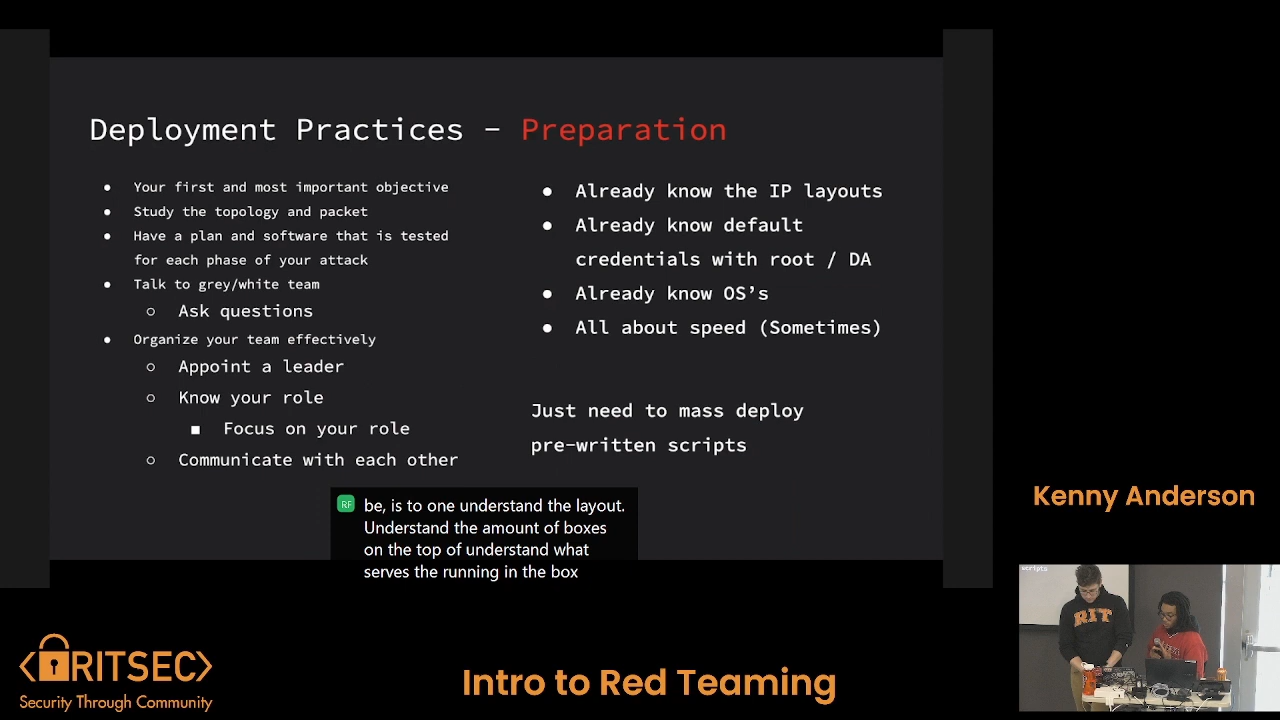 Deployment Practices - Preparation
● Your first and most important objective
● Study the topology and packet
● Have a plan and software that is tested
for each phase of your attack
● Talk to grey/white team
○ Ask questions
● Organize your team effectively
○ Appoint a leader
○ Know your role
■ Focus on your role
○ Communicate with each other
● Already know the IP layouts
● Already know default
credentials with root / DA
● Already know OS's
● All about speed (Sometimes)
Just need to mass deploy
pre-written scripts
RF be, is to one understand the layout.
Understand the amount of boxes
on the top of understand what
serves the running in the box
Kenny Anderson
scripts
RIT
RITSEC
Security Through Community
Intro to Red Teaming